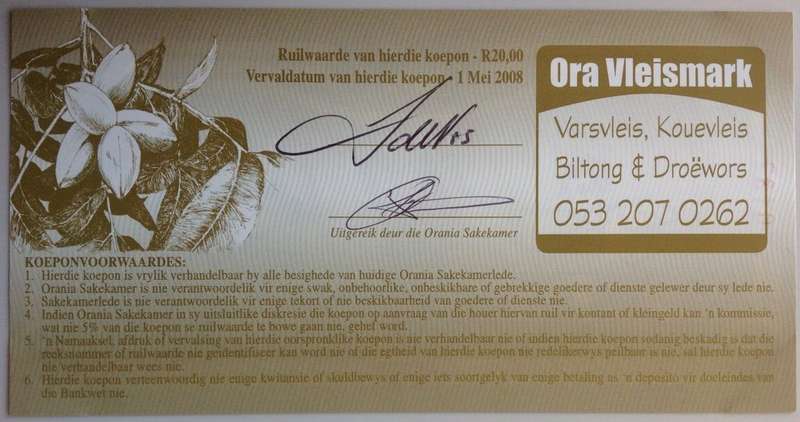 Ruilwaarde van hierdie koepon - R20,00
Vervaldatum van hierdie koepon - 1 Mei 2008
Uitgereik deur die Orania Sakekamer
Ora Vleismark
Varsvleis, Kouevleis
Biltong & Droëwors
053 207 0262
KOEPONVOORWAARDES:
1. Hierdie koepon is vrylik verhandelbaar by alle besighede van huidige Orania Sakekamerlede.
2. Orania Sakekamer is nie verantwoordelik vir enige swak, onbehoorlike, onbeskikbare of gebrekkige goedere of dienste gelewer deur sy lede nie.
3. Sakekamerlede is nie verantwoordelik vir enige tekort of nie beskikbaarheid van goedere of dienste nie.
4. Indien Orania Sakekamer in sy uitsluitlike diskresie die koepon op aanvraag van die houer hiervan ruil vir kontant of kleingeld kan 'n kommissie,
wat nie 5% van die koepon se ruilwaarde te bowe gaan nie, gehef word.
5. 'n Namaaksel, afdruk of vervalsing van hierdie oorspronklike koepon is nie verhandelbaar nie of indien hierdie koepon sodanig beskadig is dat die
reeksnommer of ruilwaarde nie geïdentifiseer kan word nie of die egtheid van hierdie koepon nie redelikerwys peilbaar is nie, sal hierdie koepon
nie verhandelbaar wees nie.
6. Hierdie koepon verteenwoordig nie enige kwitansie of skuldbewys of enige iets soortgelyk van enige betaling as 'n deposito vir doeleindes van
die Bankwet nie.